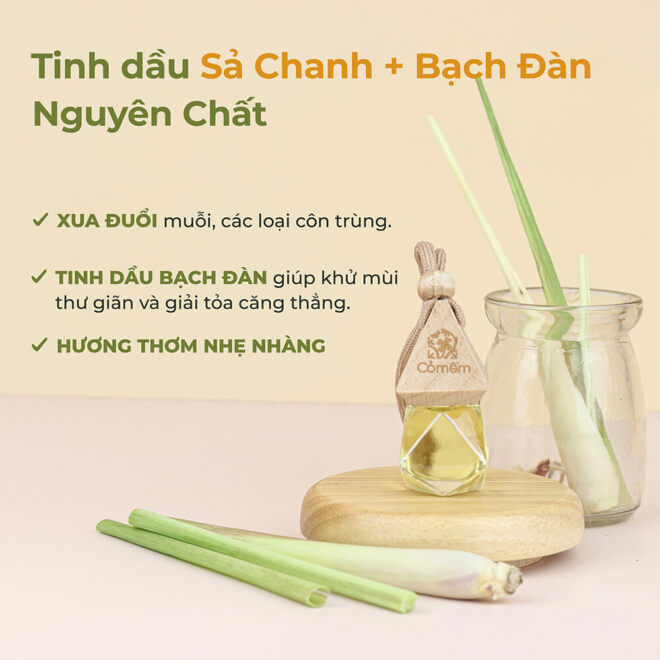 Tinh dầu Sả Chanh + Bạch Đàn
Nguyên Chất
XUA ĐUỔI muỗi, các loại côn trùng.
TINH DẦU BẠCH ĐÀN giúp khử mùi
thư giãn và giải tỏa căng thẳng.
HƯƠNG THƠM NHẸ NHÀNG
Cỏmềm